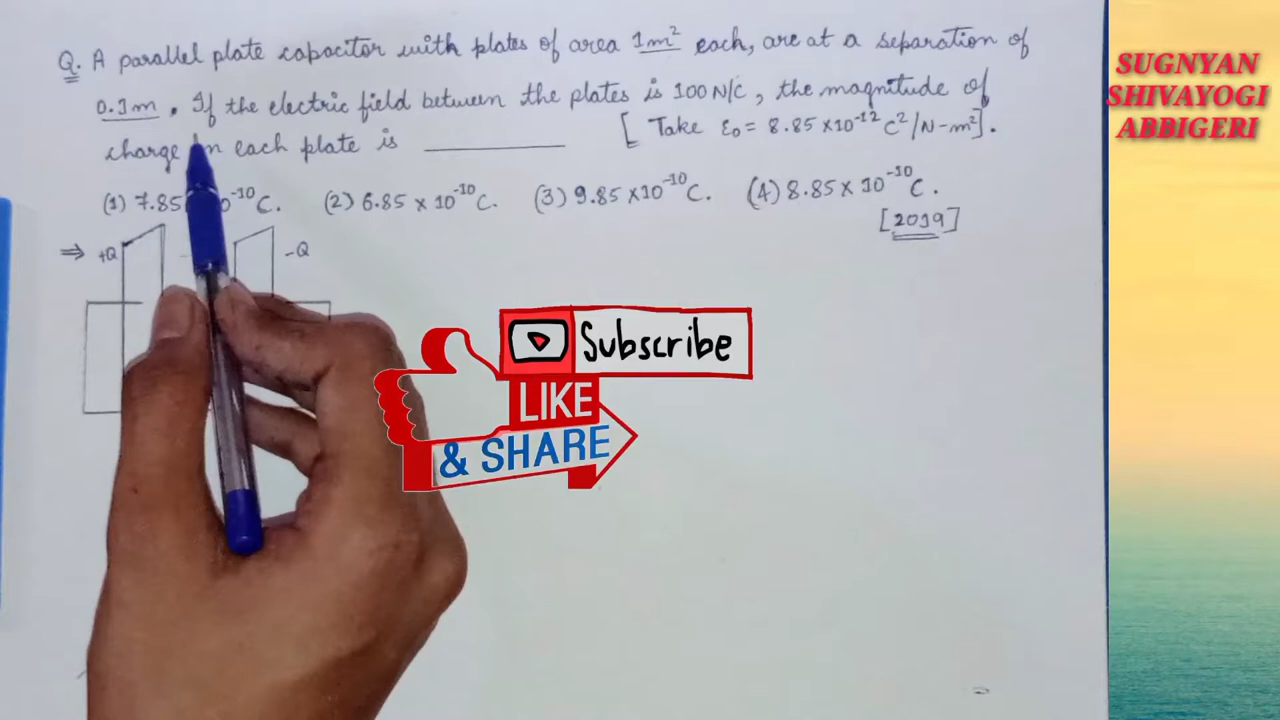 Q. A parallel plate capacitor with plates of area 1m² each, are at a separation of
0.1m. If the electric field between the plates is 100 N/C, the magnitude of
charge on each plate is ________ [Take ε₀ = 8.85 x10⁻¹² C²/N-m²].
(1) 7.85 10⁻¹⁰ C. (2) 6.85 x 10⁻¹⁰ C. (3) 9.85 x10⁻¹⁰ C. (4) 8.85 x 10⁻¹⁰ C.
[2019]
⇒ +Q -Q
Subscribe
LIKE
& SHARE
SUGNYAN
SHIVAYOGI
ABBIGERI